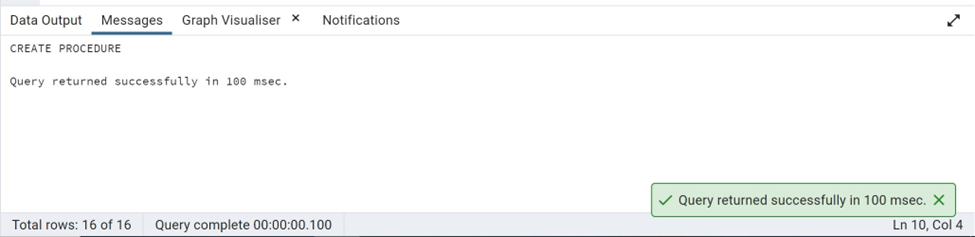 Data Output Messages Graph Visualiser × Notifications
CREATE PROCEDURE
Query returned successfully in 100 msec.
Query returned successfully in 100 msec.
Total rows: 16 of 16 Query complete 00:00:00.100 Ln 10, Col 4